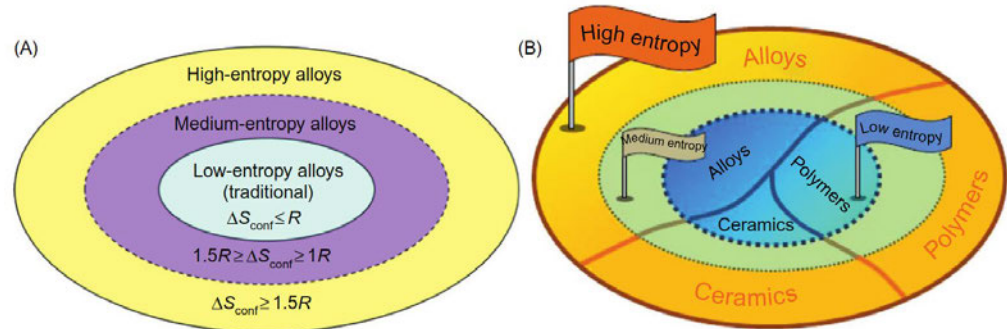 (A)
High-entropy alloys
Medium-entropy alloys
Low-entropy alloys
(traditional)
ΔSconf ≤ R
1.5R ≥ ΔSconf ≥ 1R
ΔSconf ≥ 1.5R
(B)
High entropy
Alloys
Medium entropy
Low entropy
Alloys
Polymers
Ceramics
Polymers
Ceramics